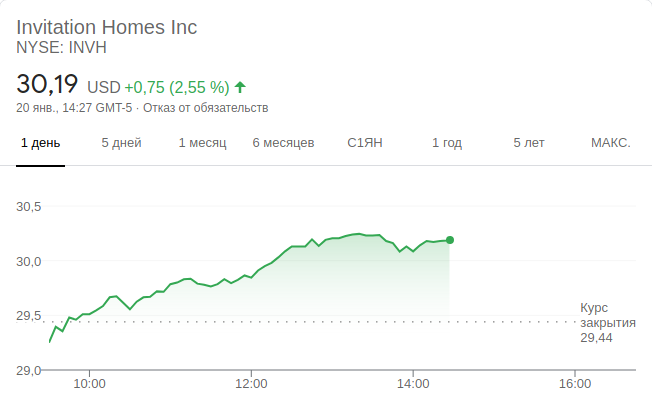 Invitation Homes Inc
NYSE: INVH
30,19 USD +0,75 (2,55 %)
20 янв., 14:27 GMT-5 · Отказ от обязательств
1 день 5 дней 1 месяц 6 месяцев С1ЯН 1 год 5 лет МАКС.
30,5
30,0
29,5
29,0
Курс
закрытия
29,44
10:00 12:00 14:00 16:00